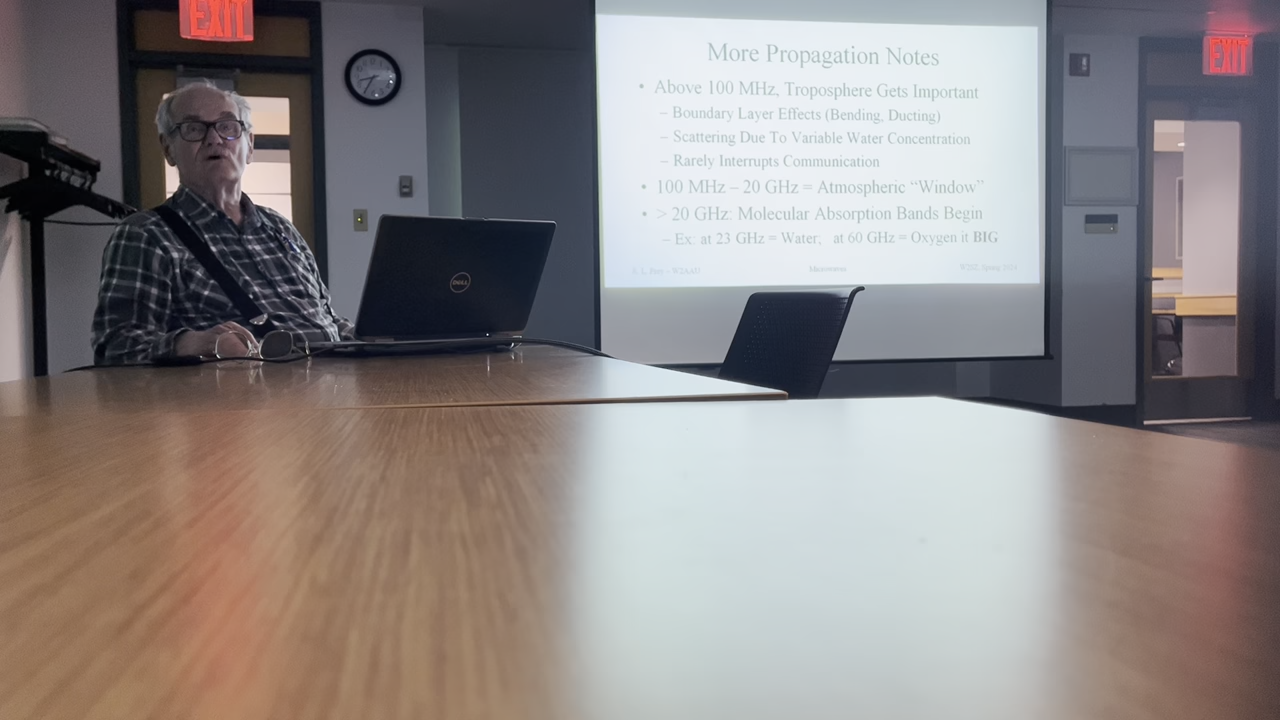 EXIT
More Propagation Notes
• Above 100 MHz, Troposphere Gets Important
– Boundary Layer Effects (Bending, Ducting)
– Scattering Due To Variable Water Concentration
– Rarely Interrupts Communication
• 100 MHz – 20 GHz = Atmospheric “Window”
• > 20 GHz: Molecular Absorption Bands Begin
– Ex: at 23 GHz = Water; at 60 GHz = Oxygen it BIG
Microwaves Spring
EXIT
DELL